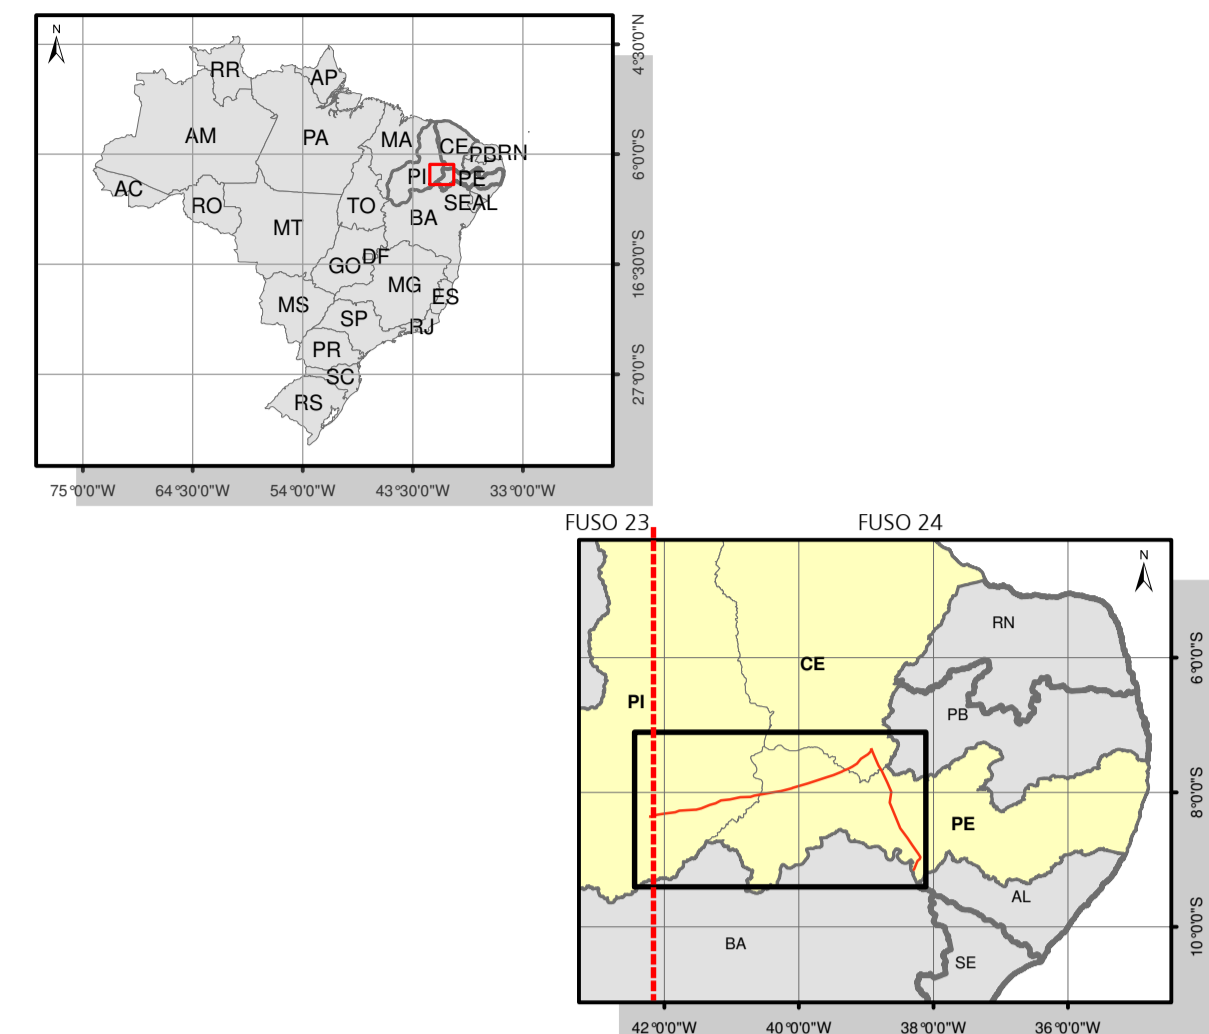 N
4°30'0"N
RR
AP
AM
PA
MA
CE
PB
RN
6°0'0"S
PI
PE
AC
RO
TO
SE
AL
BA
MT
DF
GO
16°30'0"S
MG
ES
MS
SP
RJ
PR
27°0'0"S
SC
RS
75°0'0"W 64°30'0"W 54°0'0"W 43°30'0"W 33°0'0"W
FUSO 23 FUSO 24
N
RN
6°0'0"S
CE
PI
PB
8°0'0"S
PE
AL
10°0'0"S
BA
SE
42°0'0"W 40°0'0"W 38°0'0"W 36°0'0"W